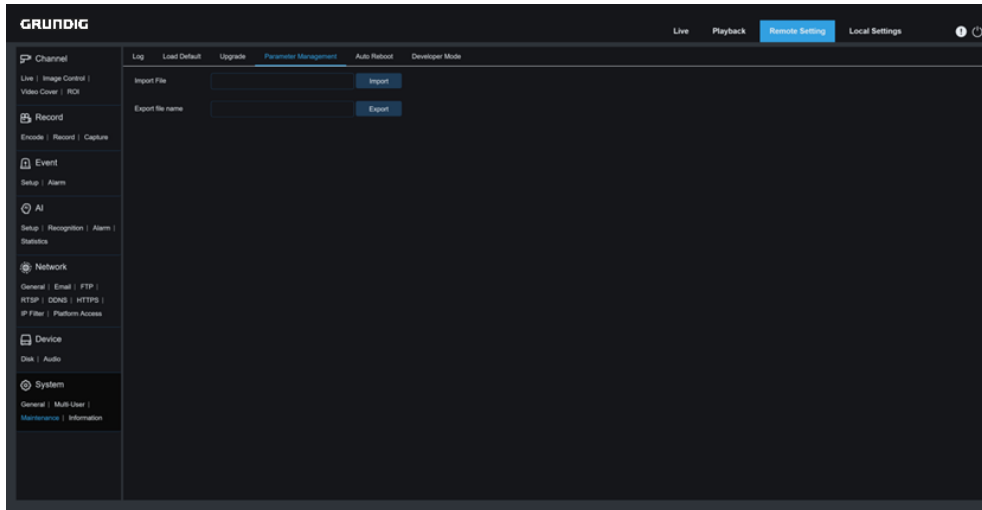 GRUNDIG
Live Playback Remote Setting Local Settings
Channel
Live | Image Control |
Video Cover | ROI
Record
Encode | Record | Capture
Event
Setup | Alarm
AI
Setup | Recognition | Alarm |
Statistics
Network
General | Email | FTP |
RTSP | DDNS | HTTPS |
IP Filter | Platform Access
Device
Disk | Audio
System
General | Multi-User |
Maintenance | Information
Log Load Default Upgrade Parameter Management Auto Reboot Developer Mode
Import File Import
Export file name Export